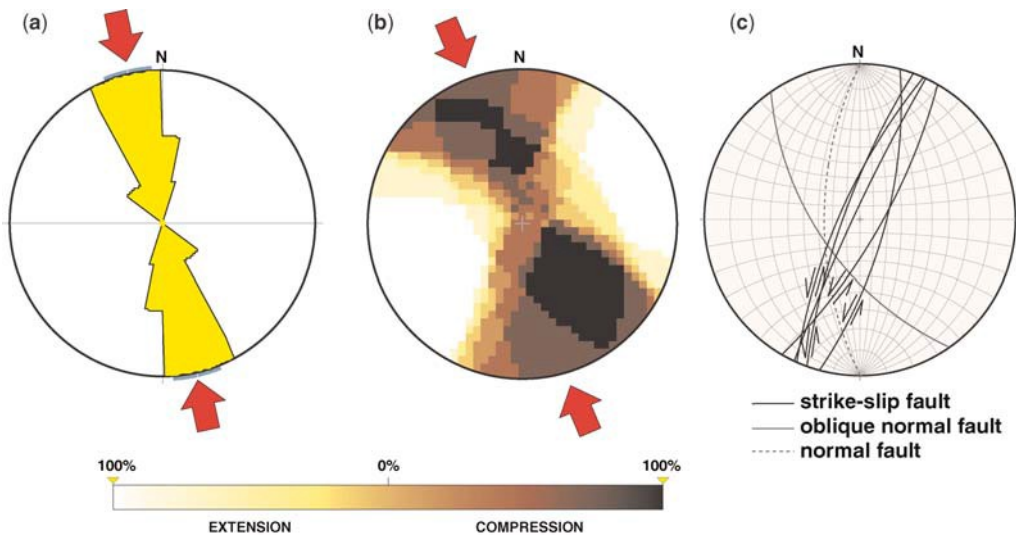 (a)
N
(b)
N
(c)
N
strike-slip fault
oblique normal fault
normal fault
100%
0%
100%
EXTENSION
COMPRESSION